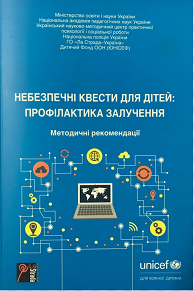 Міністерство освіти і науки України
Національна академія педагогічних наук України
Український науково-методичний центр практичної
психології і соціальної роботи
Національна поліція України
ГО «Ла Страда-Україна»
Дитячий Фонд ООН (ЮНІСЕФ)
НЕБЕЗПЕЧНІ КВЕСТИ ДЛЯ ДІТЕЙ:
ПРОФІЛАКТИКА ЗАЛУЧЕННЯ
Методичні рекомендації
La Strada
unicef
для кожної дитини